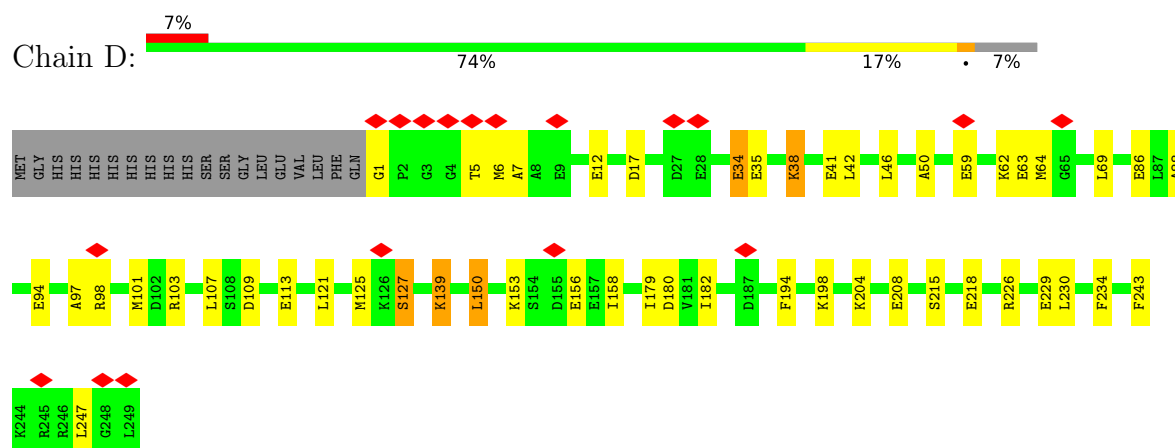 7%
Chain D:
74% 17% • 7%
MET GLY HIS HIS HIS HIS HIS HIS HIS HIS SER SER GLY LEU GLU VAL LEU PHE GLN G1 P2 G3 G4 T5 M6 A7 A8 E9 E12 D17 D27 E28 E34 E35 K38 E41 L42 L46 A50 E59 K62 E63 M64 G65 L69 E86 L87
E94 A97 R98 M101 D102 R103 L107 S108 D109 E113 L121 M125 K126 S127 K139 L150 K153 S154 D155 E156 E157 I158 I179 D180 V181 I182 D187 F194 K198 K204 E208 S215 E218 R226 E229 L230 F234 F243
K244 R245 R246 L247 G248 L249